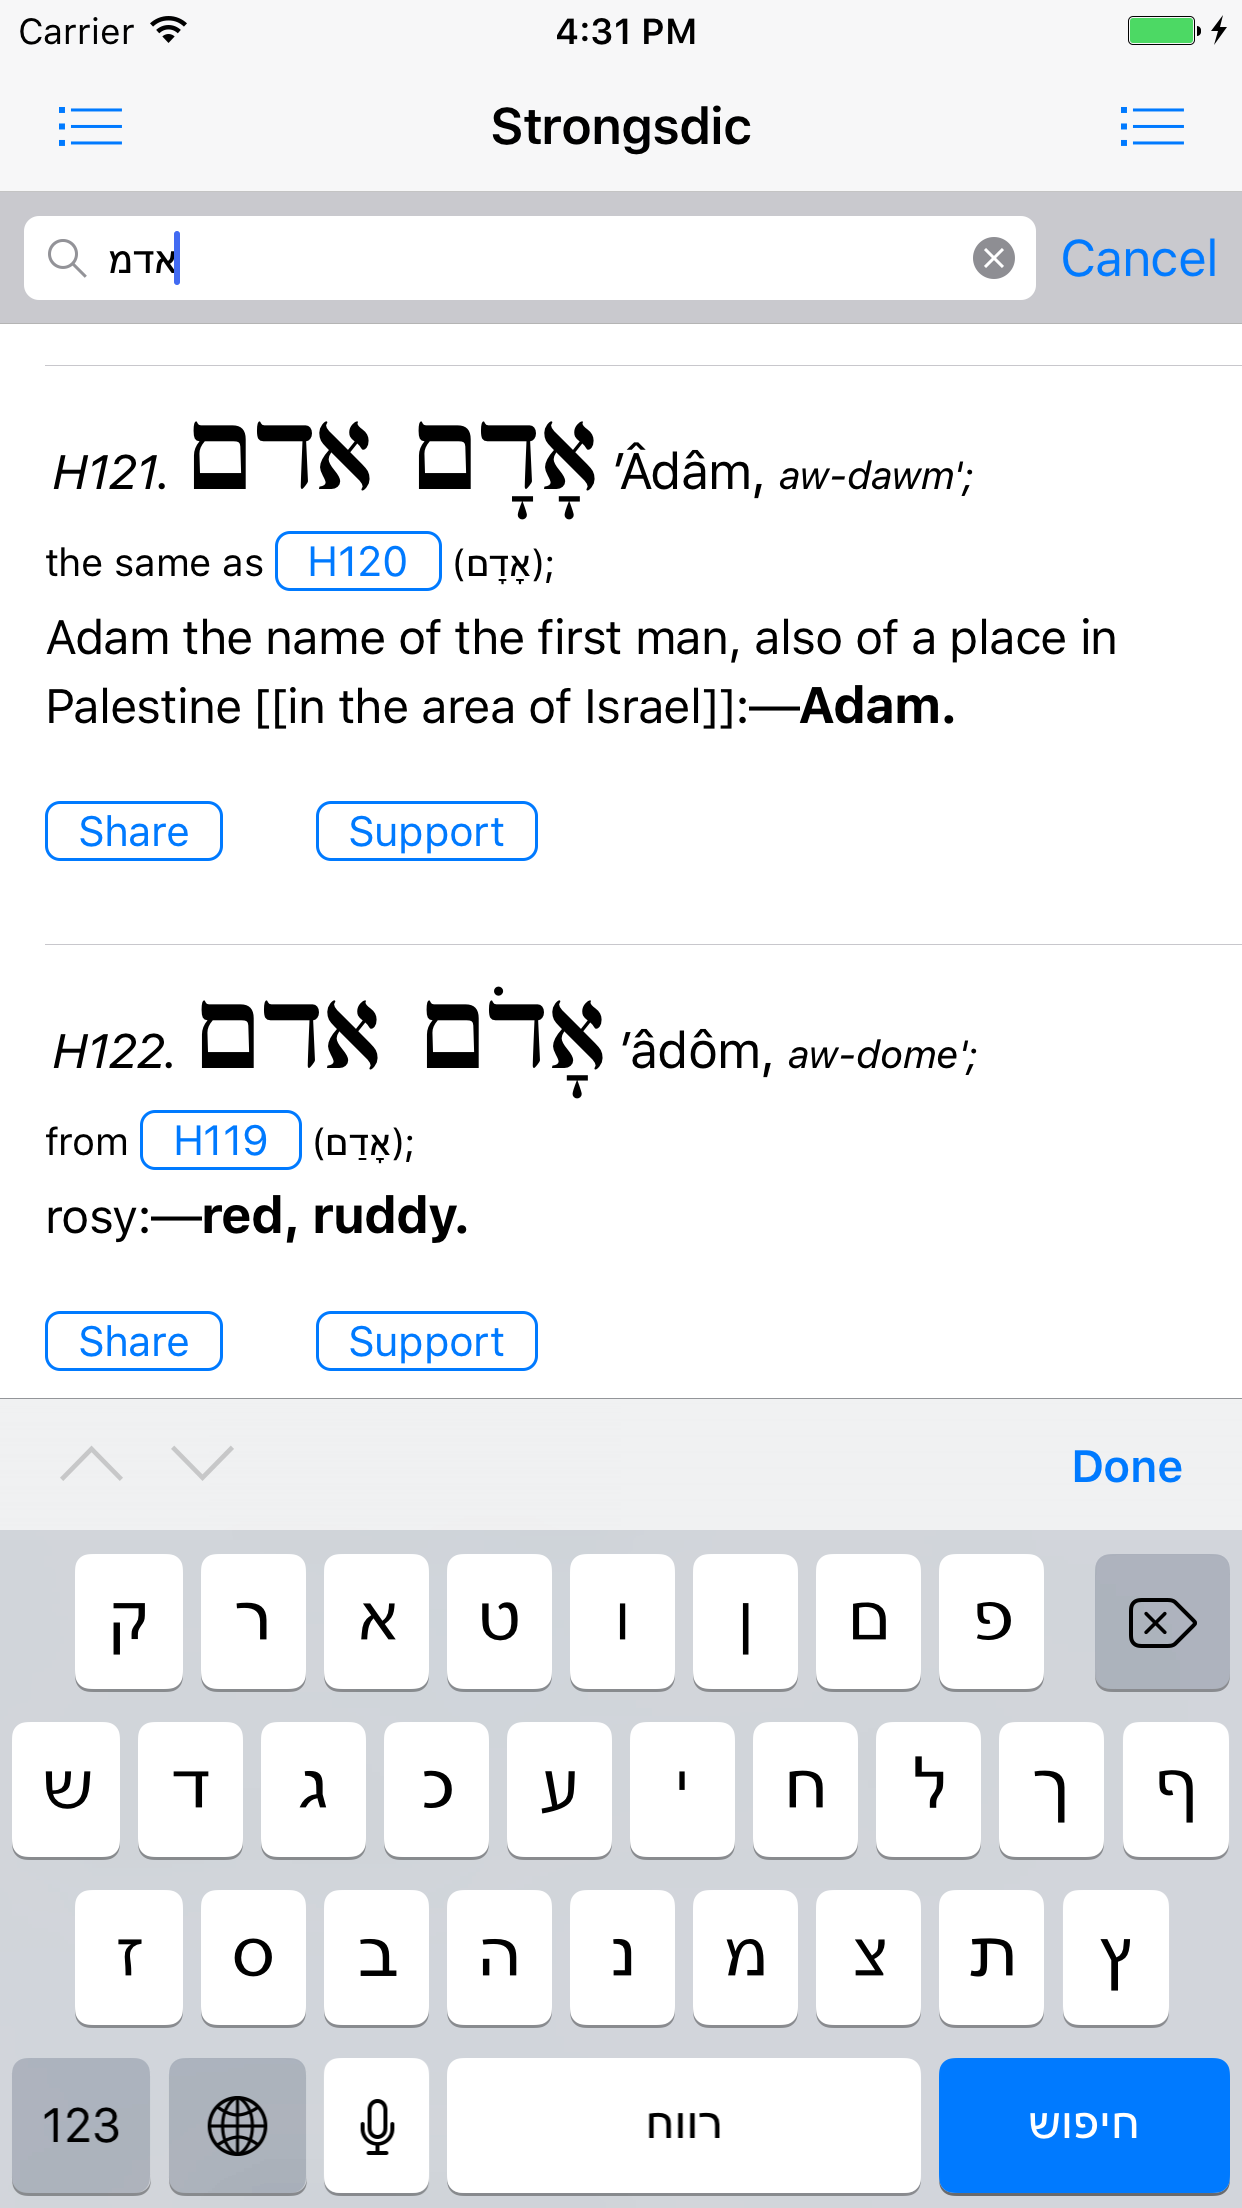 Carrier 4:31 PM
Strongsdic
אדמ Cancel
H121. אָדָם אדם ʼÂdâm, aw-dawm';
the same as H120 (אָדָם);
Adam the name of the first man, also of a place in
Palestine [[in the area of Israel]]:—Adam.
Share Support
H122. אָדֹם אדם ʼâdôm, aw-dome';
from H119 (אָדַם);
rosy:—red, ruddy.
Share Support
Done
ק ר א ט ו ן ם פ
ש ד ג כ ע י ח ל ך ף
ז ס ב ה נ מ צ ת ץ
123 רווח חיפוש